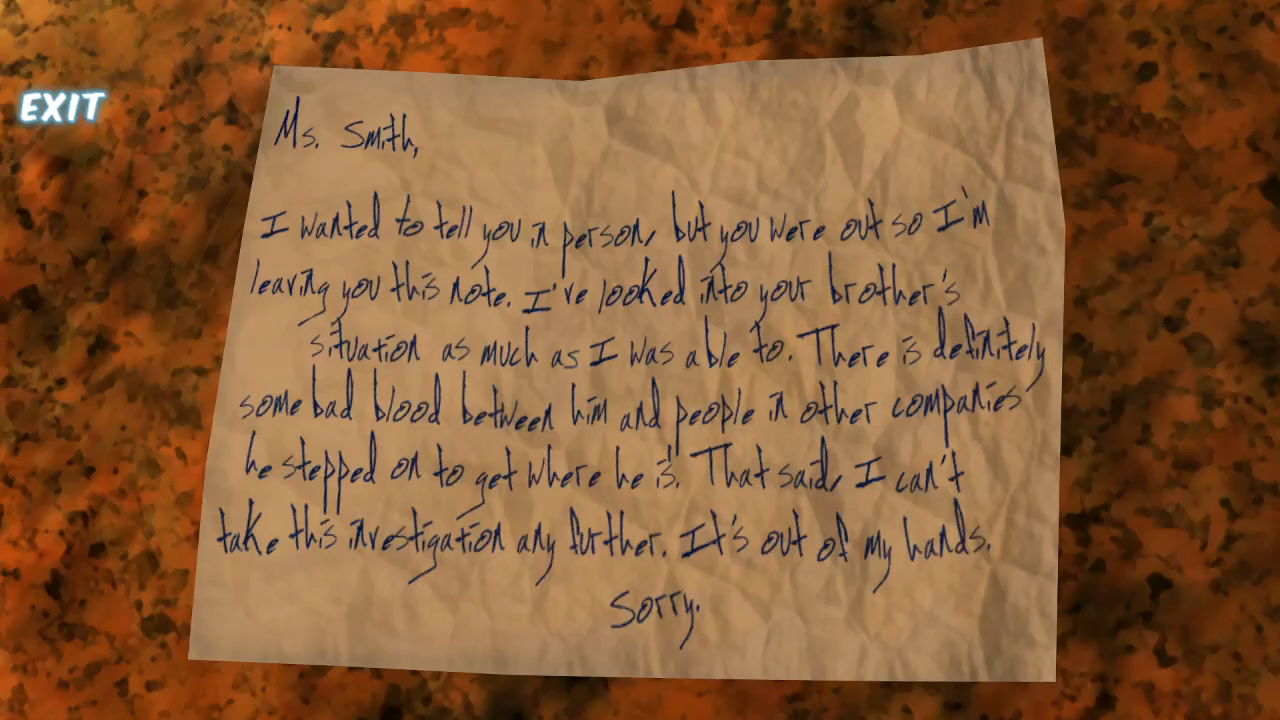 EXIT
Ms. Smith,
I wanted to tell you in person, but you were out so I'm
leaving you this note. I've looked into your brother's
situation as much as I was able to. There is definitely
some bad blood between him and people in other companies
he stepped on to get where he is. That said, I can't
take this investigation any further. It's out of my hands.
Sorry.